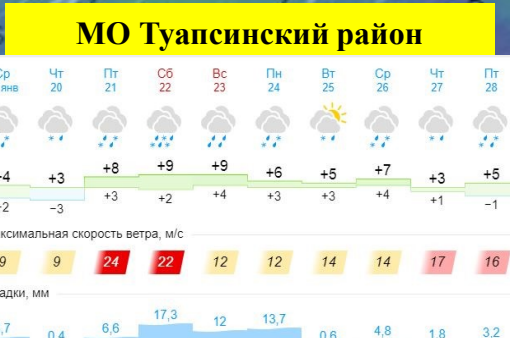 МО Туапсинский район
Ср Чт Пт Сб Вс Пн Вт Ср Чт Пт
янв 20 21 22 23 24 25 26 27 28
+3 +8 +9 +9 +6 +5 +7 +3 +5
−3 +3 +2 +4 +3 +3 +4 +1 −1
ксимальная скорость ветра, м/с
9 9 24 22 12 12 14 14 17 16
адки, мм
,7 0,4 6,6 17,3 12 13,7 0,6 4,8 1,8 3,2